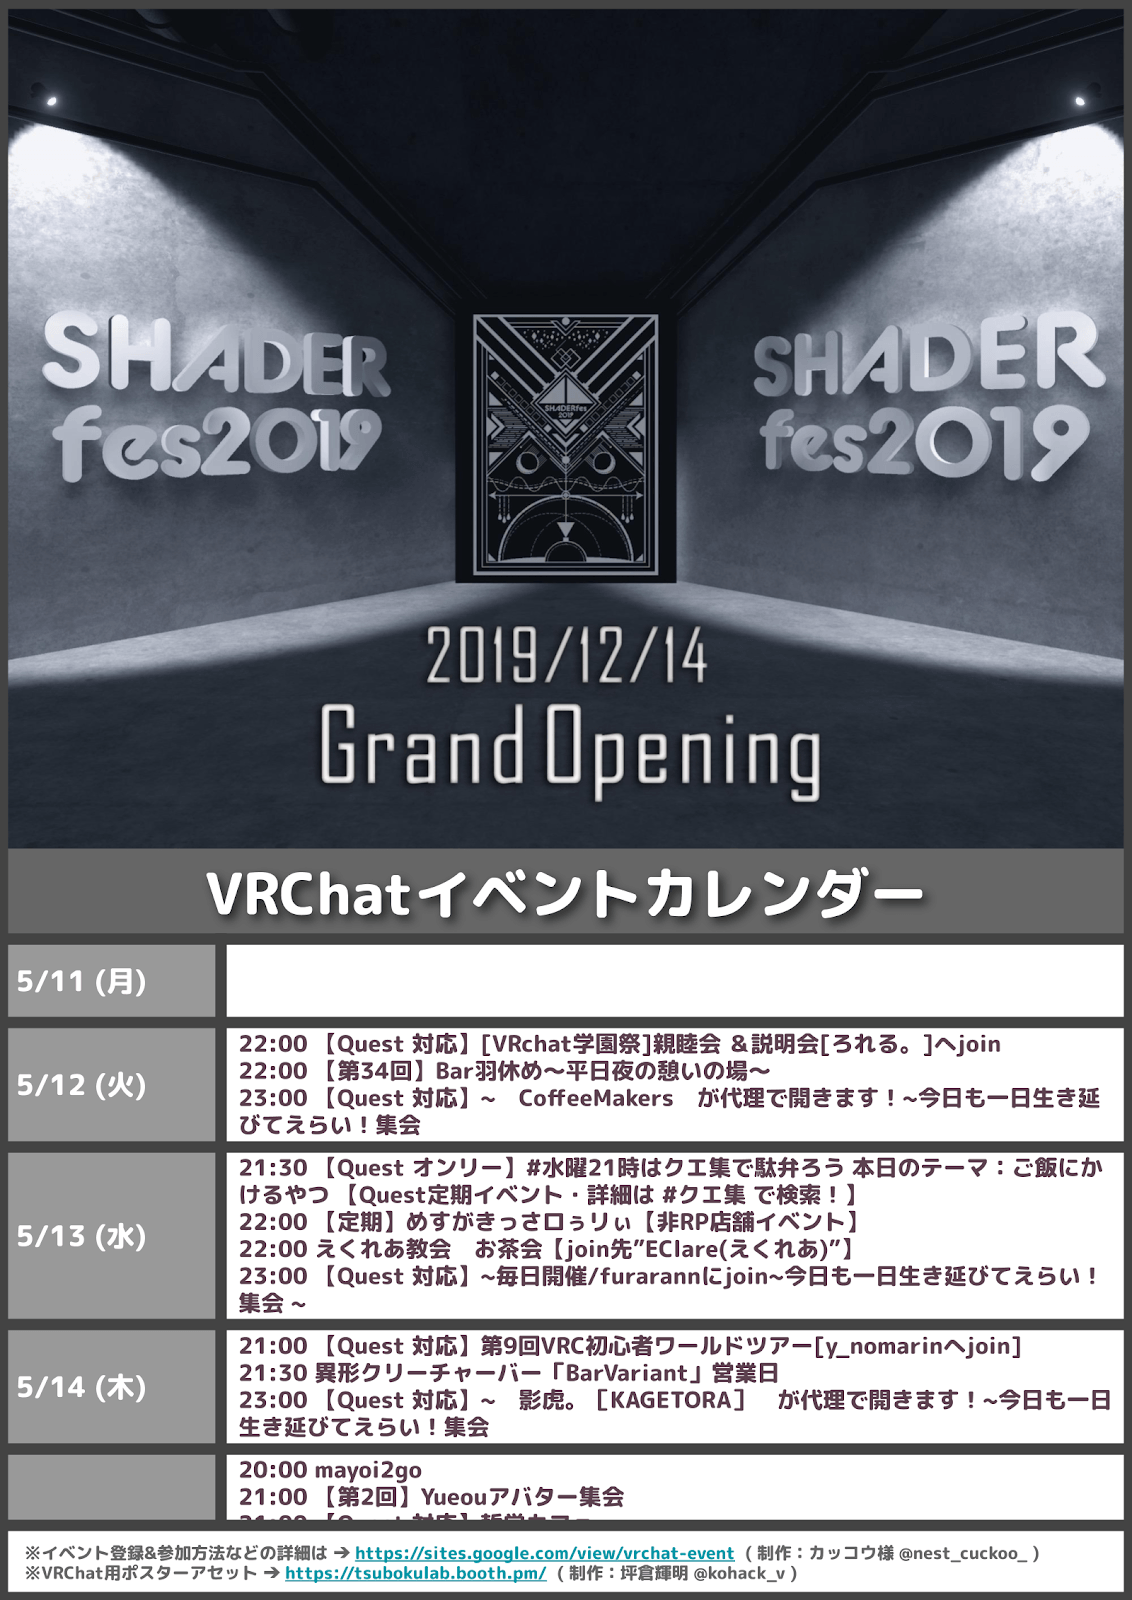 SHADER
fes2019
SHADER
fes2019
SHADERfes
2019
2019/12/14
Grand Opening
VRChatイベントカレンダー
5/11 (月)
5/12 (火)
22:00 【Quest 対応】[VRchat学園祭]親睦会 &説明会[ろれる。]へjoin
22:00 【第34回】Bar羽休め～平日夜の憩いの場～
23:00 【Quest 対応】~　CoffeeMakers　が代理で開きます！~今日も一日生き延
びてえらい！集会
5/13 (水)
21:30 【Quest オンリー】#水曜21時はクエ集で駄弁ろう 本日のテーマ：ご飯にか
けるやつ 【Quest定期イベント・詳細は #クエ集 で検索！】
22:00 【定期】めすがきっさロぅリぃ【非RP店舗イベント】
22:00 えくれあ教会　お茶会【join先”EClare(えくれあ)”】
23:00 【Quest 対応】~毎日開催/furarannにjoin~今日も一日生き延びてえらい！
集会 ~
5/14 (木)
21:00 【Quest 対応】第9回VRC初心者ワールドツアー[y_nomarinへjoin]
21:30 異形クリーチャーバー「BarVariant」営業日
23:00 【Quest 対応】~　影虎。［KAGETORA］　が代理で開きます！~今日も一日
生き延びてえらい！集会
20:00 mayoi2go
21:00 【第2回】Yueouアバター集会
※イベント登録&参加方法などの詳細は ➔ https://sites.google.com/view/vrchat-event ( 制作：カッコウ様 @nest_cuckoo_ )
※VRChat用ポスターアセット ➔ https://tsubokulab.booth.pm/ ( 制作：坪倉輝明 @kohack_v )